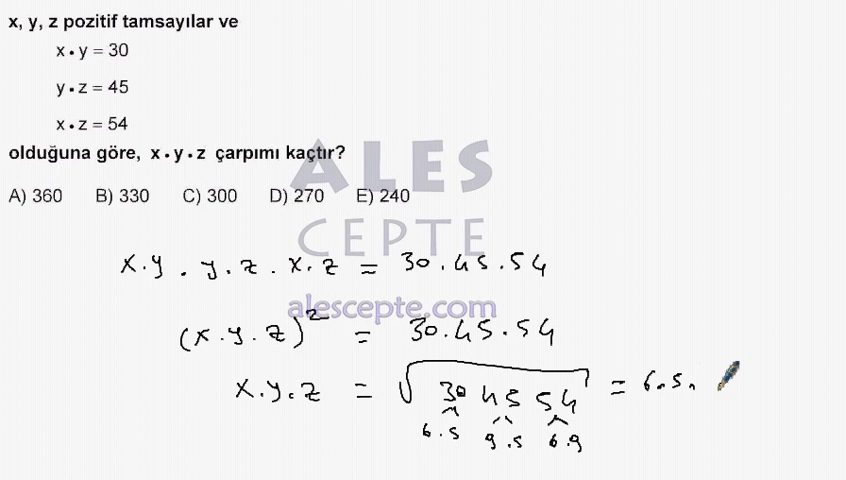 x, y, z pozitif tamsayılar ve
x • y = 30
y • z = 45
x • z = 54
olduğuna göre, x • y • z çarpımı kaçtır?
A) 360 B) 330 C) 300 D) 270 E) 240
ALES
CEPTE
alescepte.com
x.y . y.z . x.z = 30.45.54
(x.y.z)² = 30.45.54
x.y.z = √30 45 54 = 6.5.
6.5 9.5 6.9